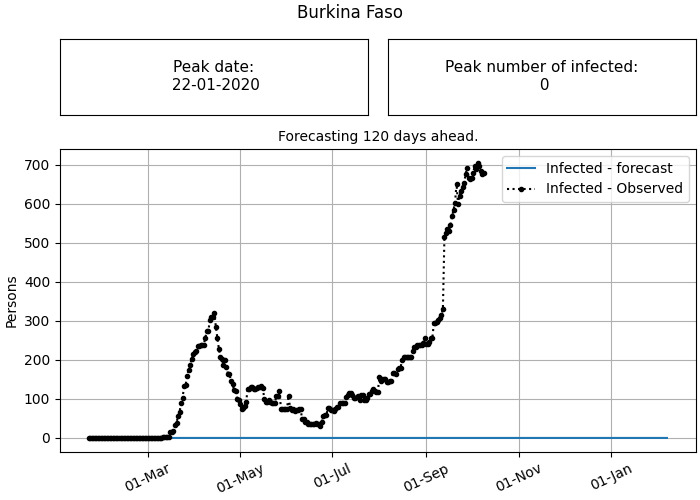 Burkina Faso
Peak date:
22-01-2020
Peak number of infected:
0
Forecasting 120 days ahead.
Infected - forecast
Infected - Observed
Persons
700
600
500
400
300
200
100
0
01-Mar
01-May
01-Jul
01-Sep
01-Nov
01-Jan